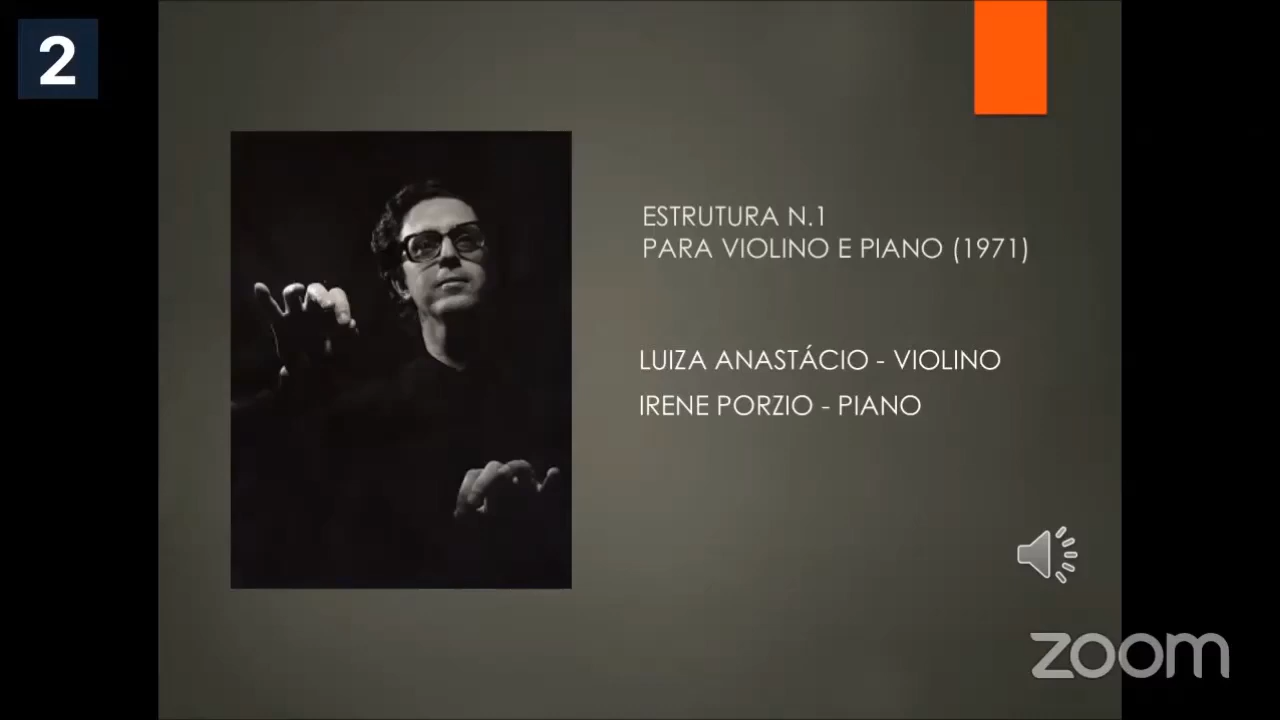 2
ESTRUTURA N.1
PARA VIOLINO E PIANO (1971)
LUIZA ANASTÁCIO - VIOLINO
IRENE PORZIO - PIANO
zoom